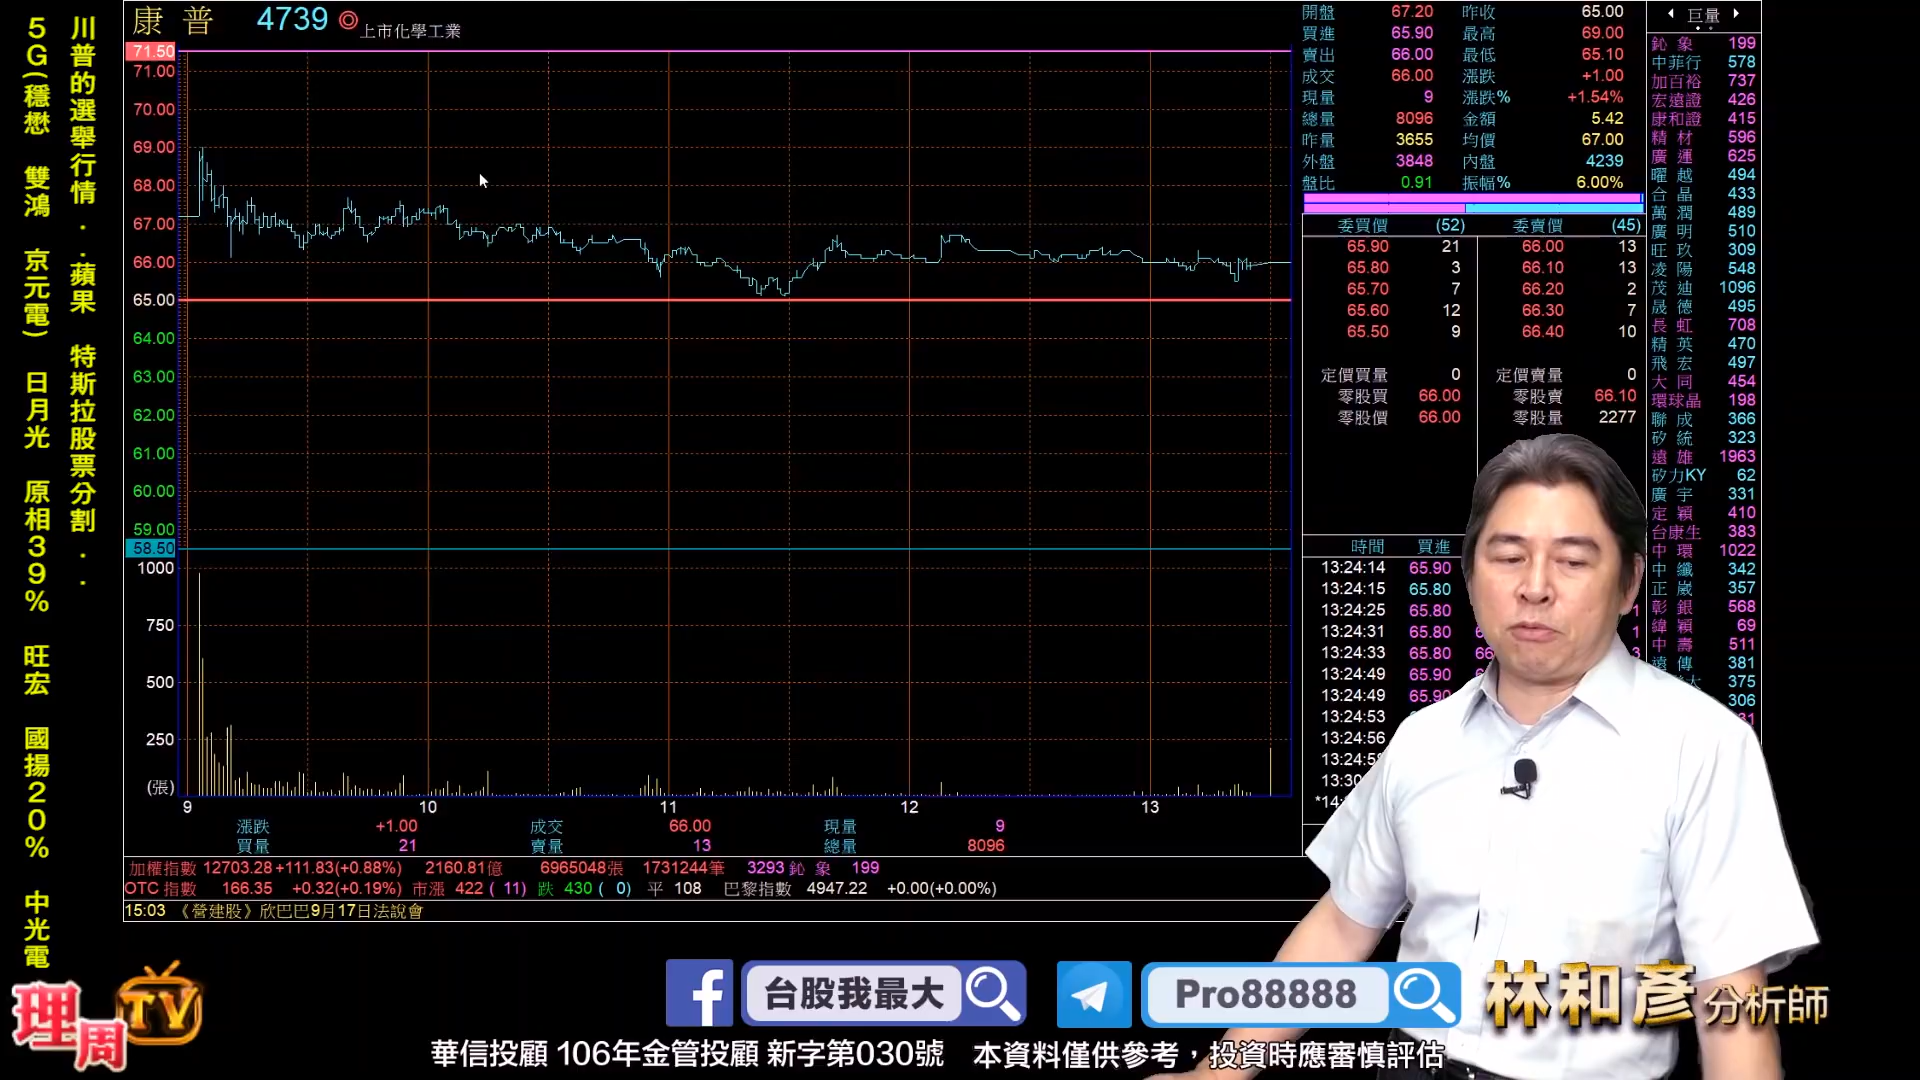 川普的選舉行情．．蘋果 特斯拉股票分割．．
5G(穩懋 雙鴻 京元電) 日月光 原相39% 旺宏 國揚20% 中光電
康普 4739 ◎ 上市化學工業
71.50
71.00
70.00
69.00
68.00
67.00
66.00
65.00
64.00
63.00
62.00
61.00
60.00
59.00
58.50
1000
750
500
250
(張)
9 10 11 12 13
漲跌 +1.00 成交 66.00 現量 9
買量 21 賣量 13 總量 8096
加權指數 12703.28 +111.83(+0.88%) 2160.81億 6965048張 1731244筆 3293 鈊象 199
OTC 指數 166.35 +0.32(+0.19%) 市漲 422 ( 11) 跌 430 ( 0) 平 108 巴黎指數 4947.22 +0.00(+0.00%)
15:03 《營建股》欣巴巴9月17日法說會
開盤 67.20 昨收 65.00
買進 65.90 最高 69.00
賣出 66.00 最低 65.10
成交 66.00 漲跌 +1.00
現量 9 漲跌% +1.54%
總量 8096 金額 5.42
昨量 3655 均價 67.00
外盤 3848 內盤 4239
盤比 0.91 振幅% 6.00%
委買價 (52) 委賣價 (45)
65.90 21 66.00 13
65.80 3 66.10 13
65.70 7 66.20 2
65.60 12 66.30 7
65.50 9 66.40 10
定價買量 0 定價賣量 0
零股買 66.00 零股賣 66.10
零股價 66.00 零股量 2277
時間 買進
13:24:14 65.90
13:24:15 65.80
13:24:25 65.80 1
13:24:31 65.80 1
13:24:33 65.80 3
13:24:49 65.90
13:24:49 65.90
13:24:53
13:24:56
巨量
鈊象 199
中菲行 578
加百裕 737
宏遠證 426
康和證 415
精材 596
廣運 625
曜越 494
合晶 433
萬潤 489
廣明 510
旺玖 309
凌陽 548
茂迪 1096
晟德 495
長虹 708
精英 470
飛宏 497
大同 454
環球晶 198
聯成 366
矽統 323
遠雄 1963
矽力KY 62
廣宇 331
定穎 410
台康生 383
中環 1022
中纖 342
正崴 357
彰銀 568
緯穎 69
中壽 511
遠傳 381
375
306
理周TV
台股我最大
Pro88888
林和彥 分析師
華信投顧 106年金管投顧 新字第030號 本資料僅供參考，投資時應審慎評估